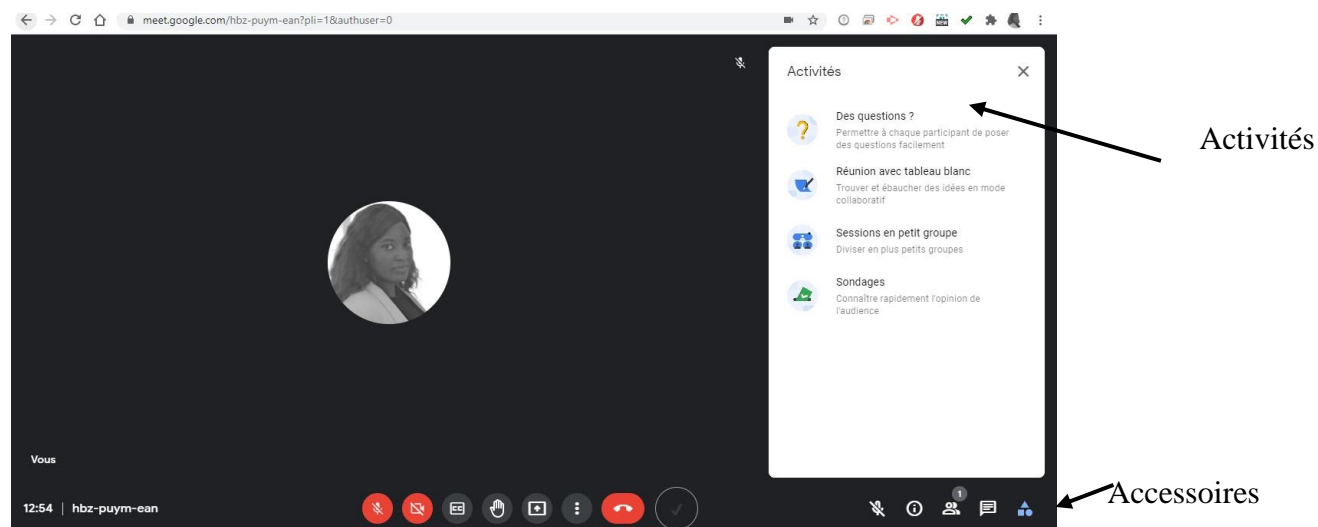 meet.google.com/hbz-puym-ean?pli=1&authuser=0
NEW
Activités
Des questions ?
Permettre à chaque participant de poser
des questions facilement
Réunion avec tableau blanc
Trouver et ébaucher des idées en mode
collaboratif
Sessions en petit groupe
Diviser en plus petits groupes
Sondages
Connaître rapidement l'opinion de
l'audience
Activités
Vous
12:54 | hbz-puym-ean
CC
1
Accessoires